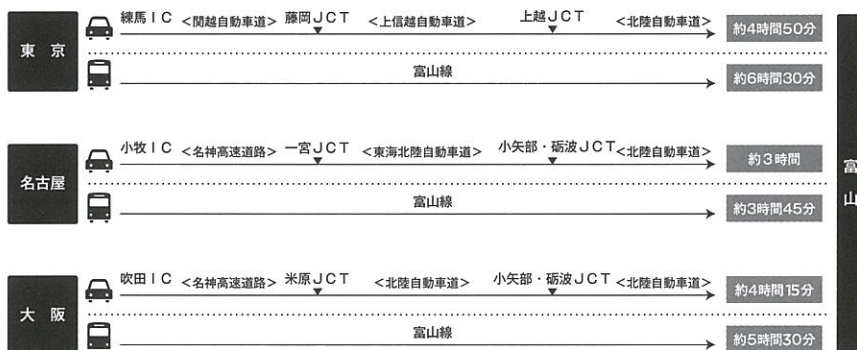 東 京
練馬IC <関越自動車道> 藤岡JCT <上信越自動車道> 上越JCT <北陸自動車道> 約4時間50分
富山線 約6時間30分
名古屋
小牧IC <名神高速道路> 一宮JCT <東海北陸自動車道> 小矢部・砺波JCT <北陸自動車道> 約3時間
富山線 約3時間45分
大 阪
吹田IC <名神高速道路> 米原JCT <北陸自動車道> 小矢部・砺波JCT <北陸自動車道> 約4時間15分
富山線 約5時間30分
富山